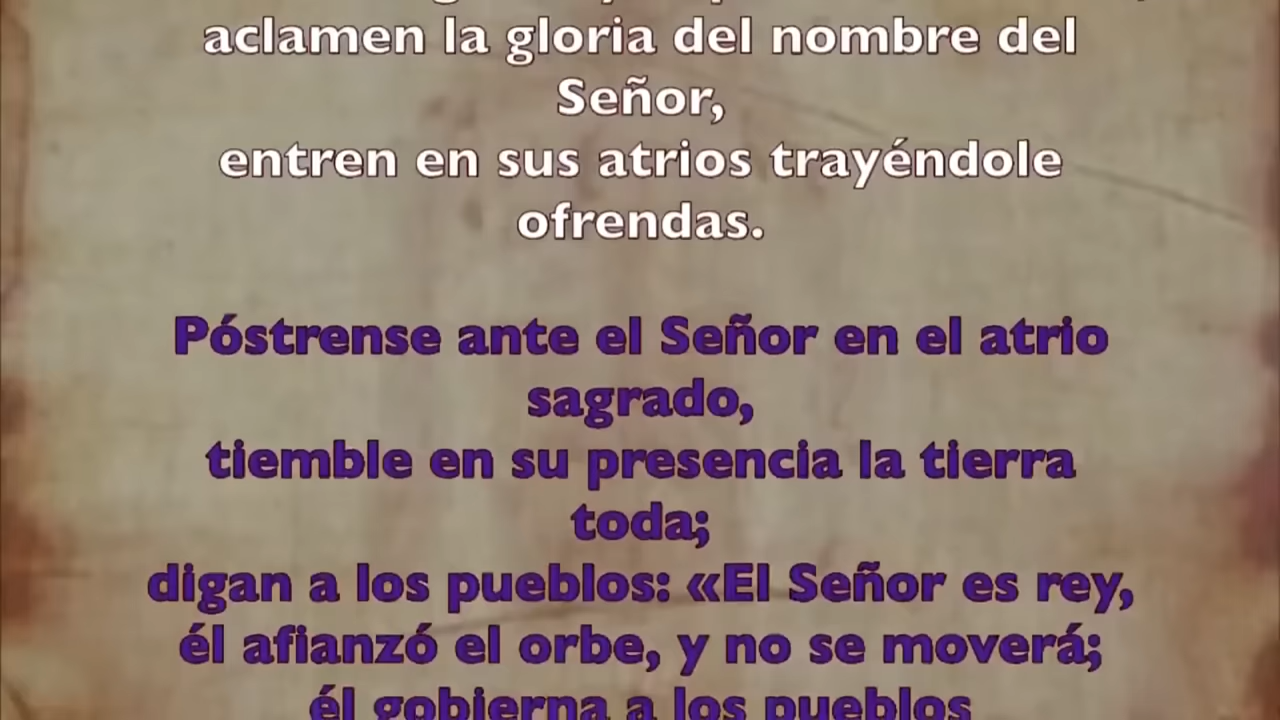 aclamen la gloria del nombre del
Señor,
entren en sus atrios trayéndole
ofrendas.
Póstrense ante el Señor en el atrio
sagrado,
tiemble en su presencia la tierra
toda;
digan a los pueblos: «El Señor es rey,
él afianzó el orbe, y no se moverá;
él gobierna a los pueblos